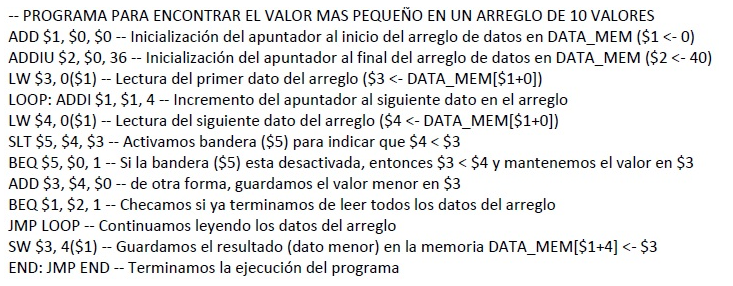 -- PROGRAMA PARA ENCONTRAR EL VALOR MAS PEQUEÑO EN UN ARREGLO DE 10 VALORES
ADD $1, $0, $0 -- Inicialización del apuntador al inicio del arreglo de datos en DATA_MEM ($1 <- 0)
ADDIU $2, $0, 36 -- Inicialización del apuntador al final del arreglo de datos en DATA_MEM ($2 <- 40)
LW $3, 0($1) -- Lectura del primer dato del arreglo ($3 <- DATA_MEM[$1+0])
LOOP: ADDI $1, $1, 4 -- Incremento del apuntador al siguiente dato en el arreglo
LW $4, 0($1) -- Lectura del siguiente dato del arreglo ($4 <- DATA_MEM[$1+0])
SLT $5, $4, $3 -- Activamos bandera ($5) para indicar que $4 < $3
BEQ $5, $0, 1 -- Si la bandera ($5) esta desactivada, entonces $3 < $4 y mantenemos el valor en $3
ADD $3, $4, $0 -- de otra forma, guardamos el valor menor en $3
BEQ $1, $2, 1 -- Checamos si ya terminamos de leer todos los datos del arreglo
JMP LOOP -- Continuamos leyendo los datos del arreglo
SW $3, 4($1) -- Guardamos el resultado (dato menor) en la memoria DATA_MEM[$1+4] <- $3
END: JMP END -- Terminamos la ejecución del programa